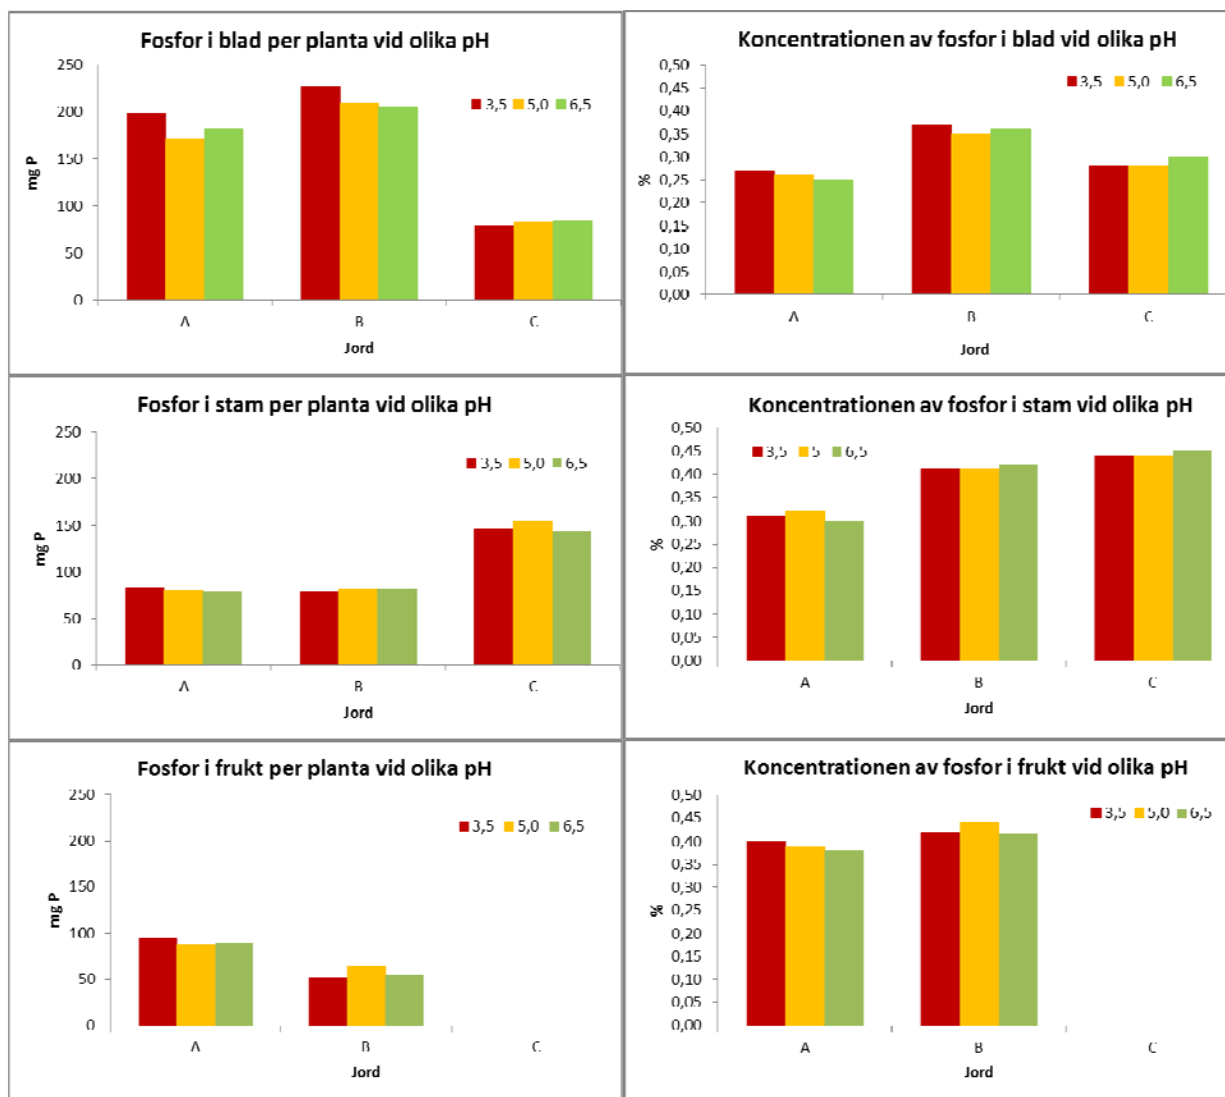 Fosfor i blad per planta vid olika pH
250
200
150
100
50
0
mg P
3,5 5,0 6,5
A B C
Jord
Koncentrationen av fosfor i blad vid olika pH
0,50
0,45
0,40
0,35
0,30
0,25
0,20
0,15
0,10
0,05
0,00
%
3,5 5,0 6,5
A B C
Jord
Fosfor i stam per planta vid olika pH
250
200
150
100
50
0
mg P
3,5 5,0 6,5
A B C
Jord
Koncentrationen av fosfor i stam vid olika pH
0,50
0,45
0,40
0,35
0,30
0,25
0,20
0,15
0,10
0,05
0,00
%
3,5 5 6,5
A B C
Jord
Fosfor i frukt per planta vid olika pH
250
200
150
100
50
0
mg P
3,5 5,0 6,5
A B C
Jord
Koncentrationen av fosfor i frukt vid olika pH
0,50
0,45
0,40
0,35
0,30
0,25
0,20
0,15
0,10
0,05
0,00
%
3,5 5,0 6,5
A B C
Jord